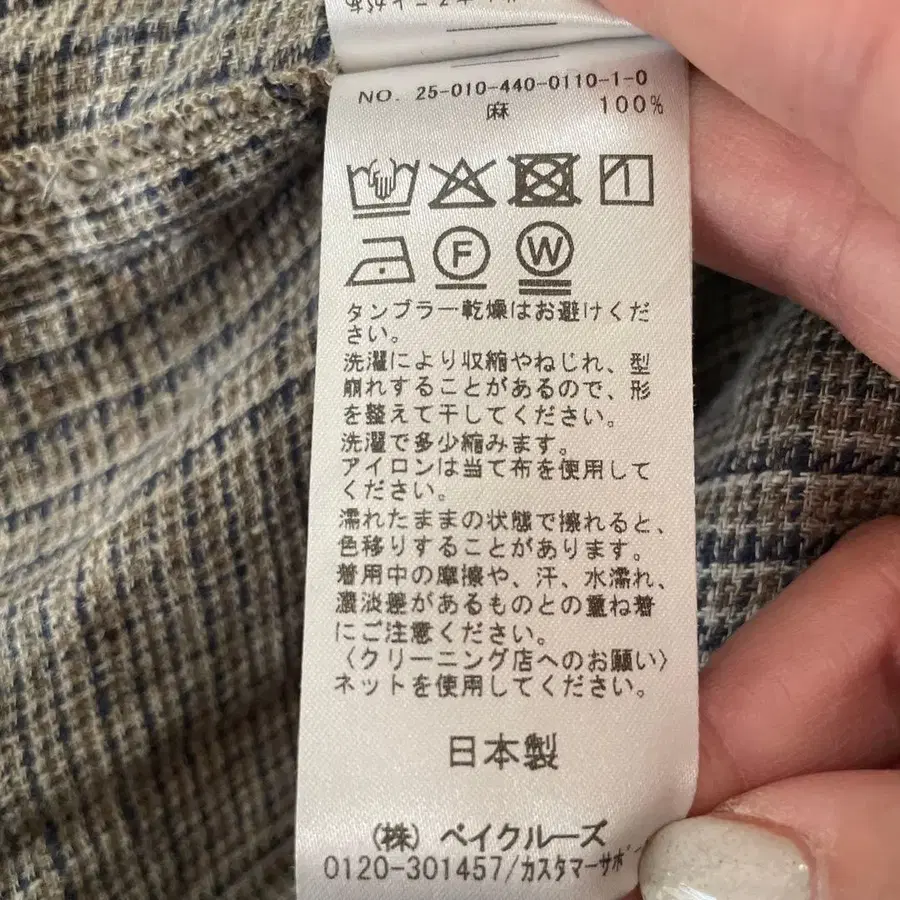 NO. 25-010-440-0110-1-0
麻 100%
F W
タンブラー乾燥はお避けくだ
さい。
洗濯により収縮やねじれ、型
崩れすることがあるので、形
を整えて干してください。
洗濯で多少縮みます。
アイロンは当て布を使用して
ください。
濡れたままの状態で擦れると、
色移りすることがあります。
着用中の摩擦や、汗、水濡れ、
濃淡差があるものとの重ね着
にご注意ください。
〈クリーニング店へのお願い〉
ネットを使用してください。
日本製
(株) ベイクルーズ
0120-301457/カスタマーサポ